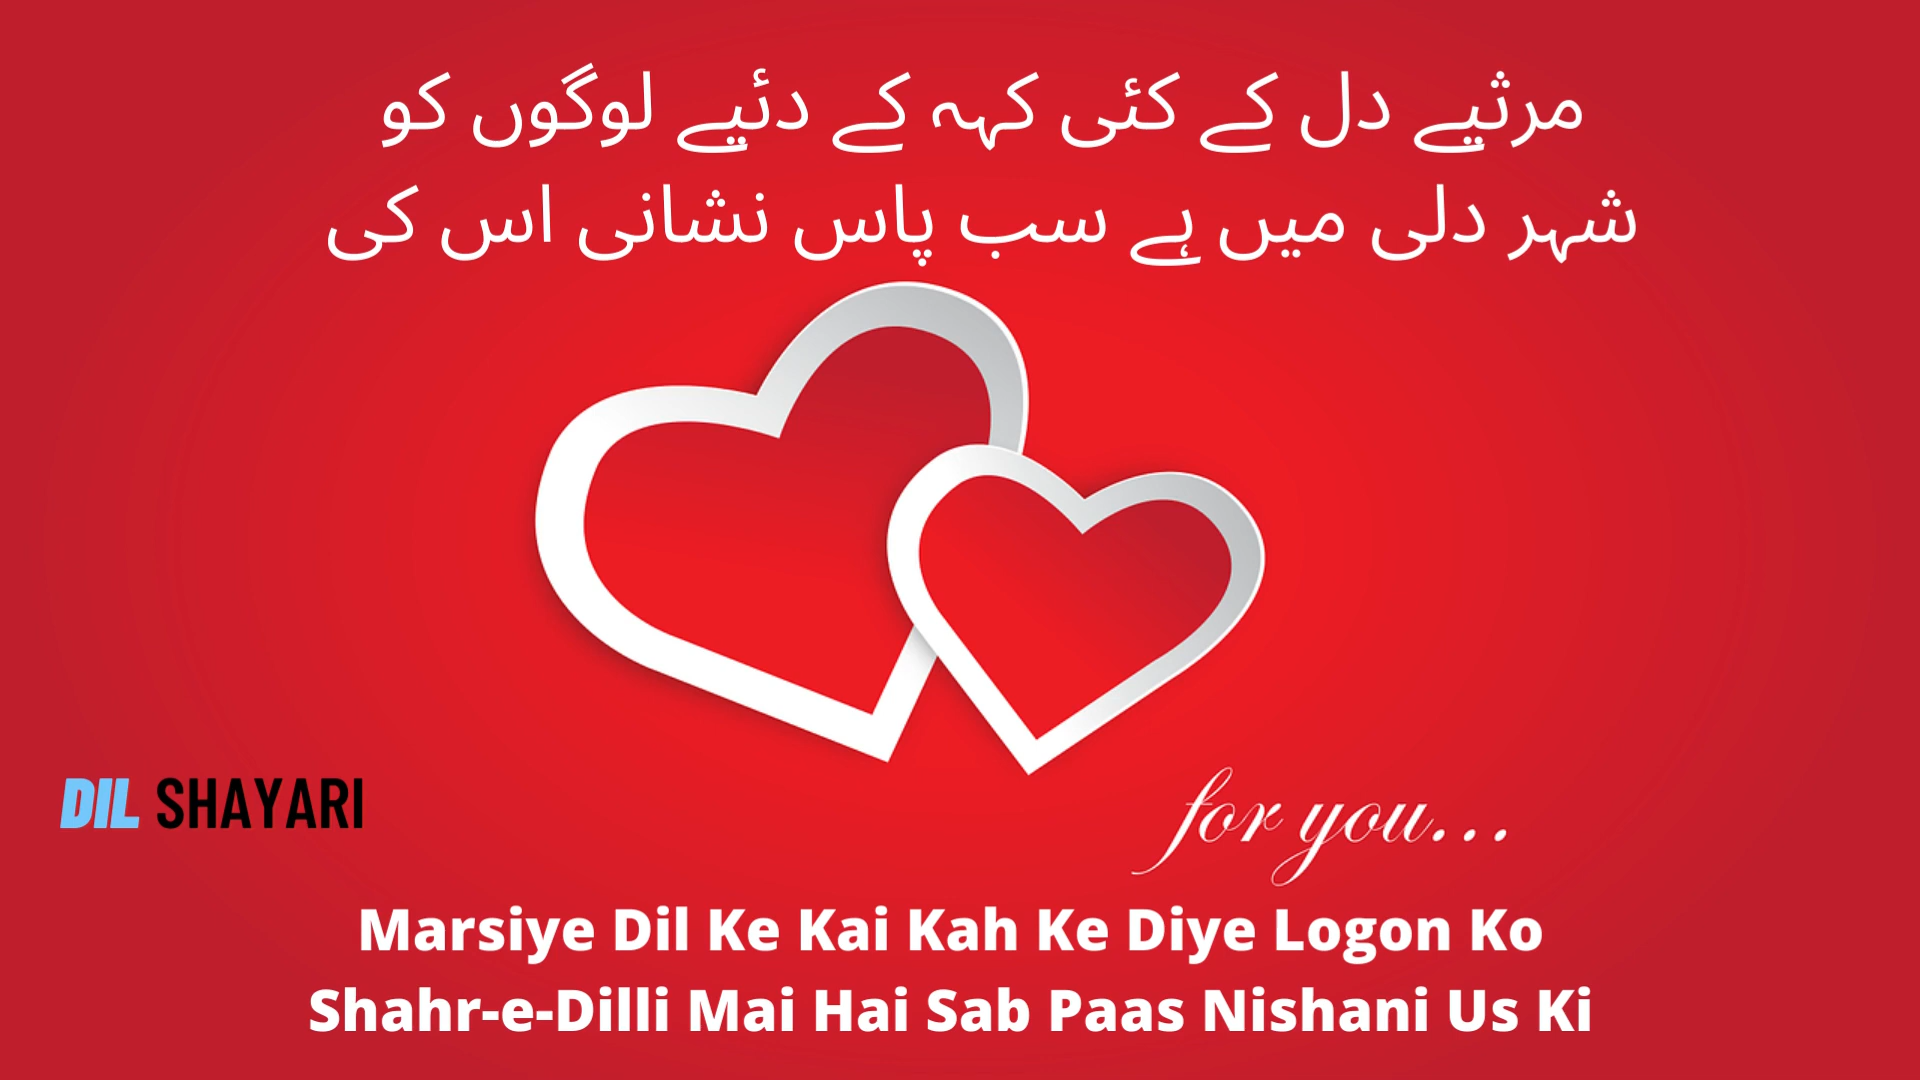 مرثیے دل کے کئی کہہ کے دئیے لوگوں کو
شہر دلی میں ہے سب پاس نشانی اس کی
DIL SHAYARI
for you...
Marsiye Dil Ke Kai Kah Ke Diye Logon Ko
Shahr-e-Dilli Mai Hai Sab Paas Nishani Us Ki